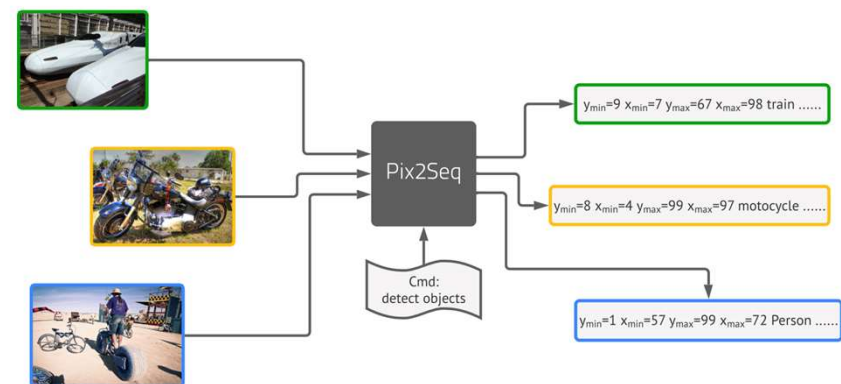 ymin=9 xmin=7 ymax=67 xmax=98 train ......
Pix2Seq
ymin=8 xmin=4 ymax=99 xmax=97 motocycle ......
Cmd:
detect objects
ymin=1 xmin=57 ymax=99 xmax=72 Person ......